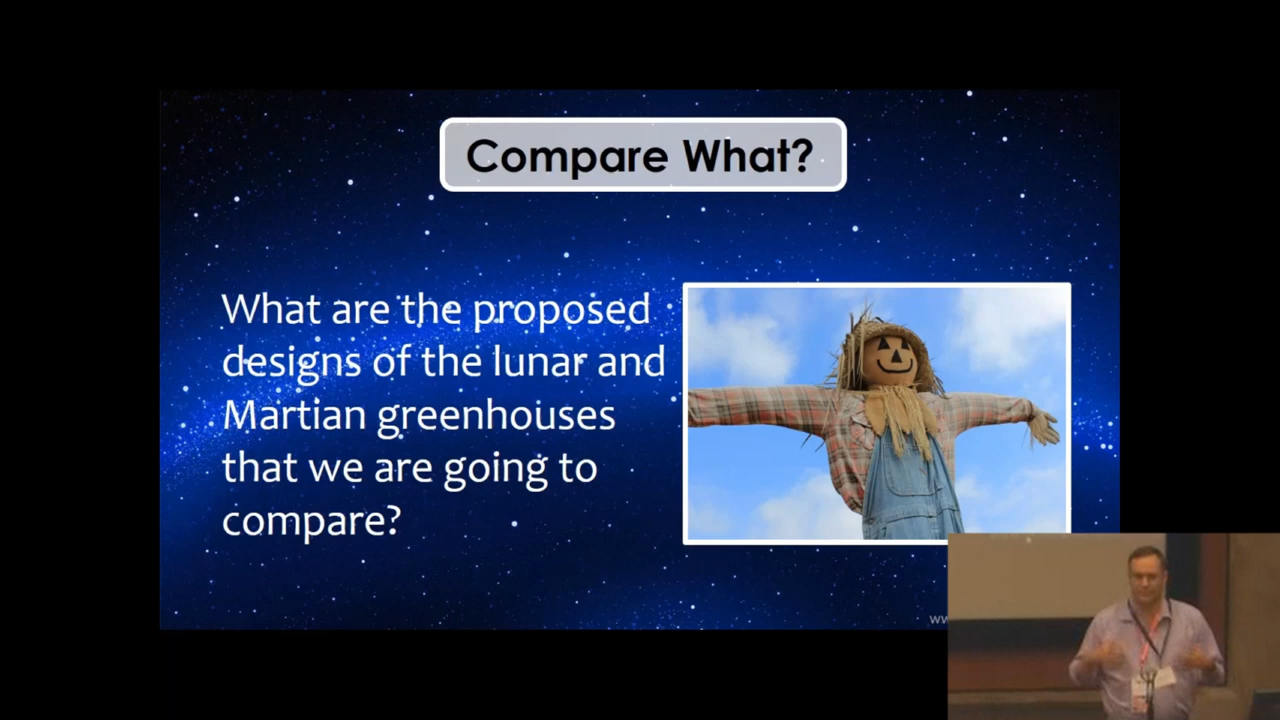 Compare What?
What are the proposed
designs of the lunar and
Martian greenhouses
that we are going to
compare?